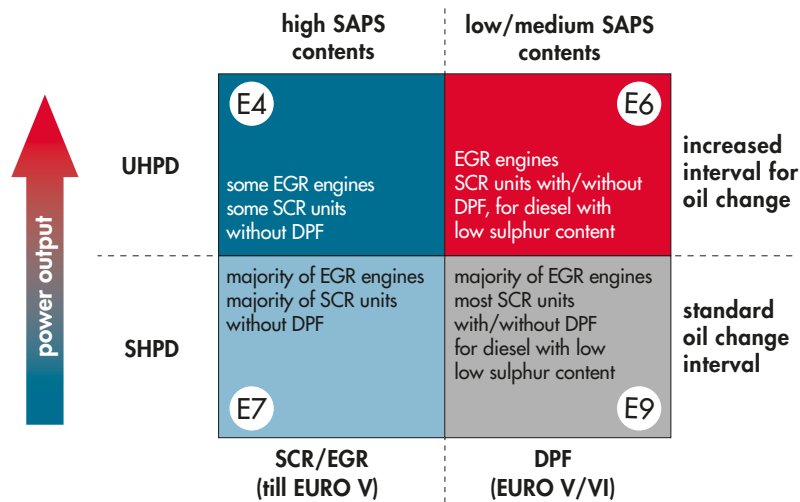 high SAPS
contents
low/medium SAPS
contents
power output
UHPD
E4
some EGR engines
some SCR units
without DPF
E6
EGR engines
SCR units with/without
DPF, for diesel with
low sulphur content
increased
interval for
oil change
SHPD
majority of EGR engines
majority of SCR units
without DPF
E7
majority of EGR engines
most SCR units
with/without DPF
for diesel with low
low sulphur content
E9
standard
oil change
interval
SCR/EGR
(till EURO V)
DPF
(EURO V/VI)